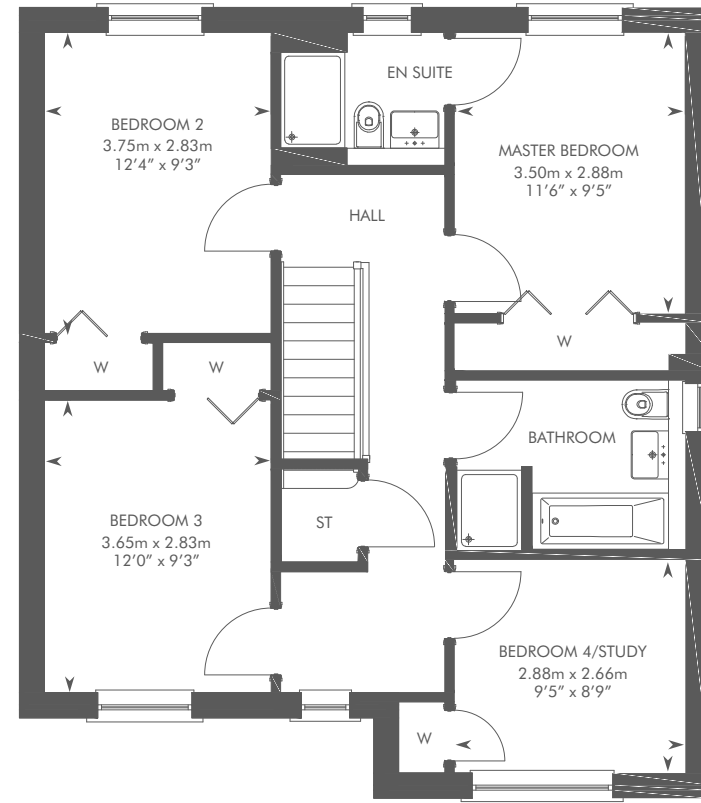 EN SUITE
BEDROOM 2
3.75m x 2.83m
12’4” x 9’3”
MASTER BEDROOM
3.50m x 2.88m
11’6” x 9’5”
HALL
W
W
W
BATHROOM
BEDROOM 3
3.65m x 2.83m
12’0” x 9’3”
ST
BEDROOM 4/STUDY
2.88m x 2.66m
9’5” x 8’9”
W